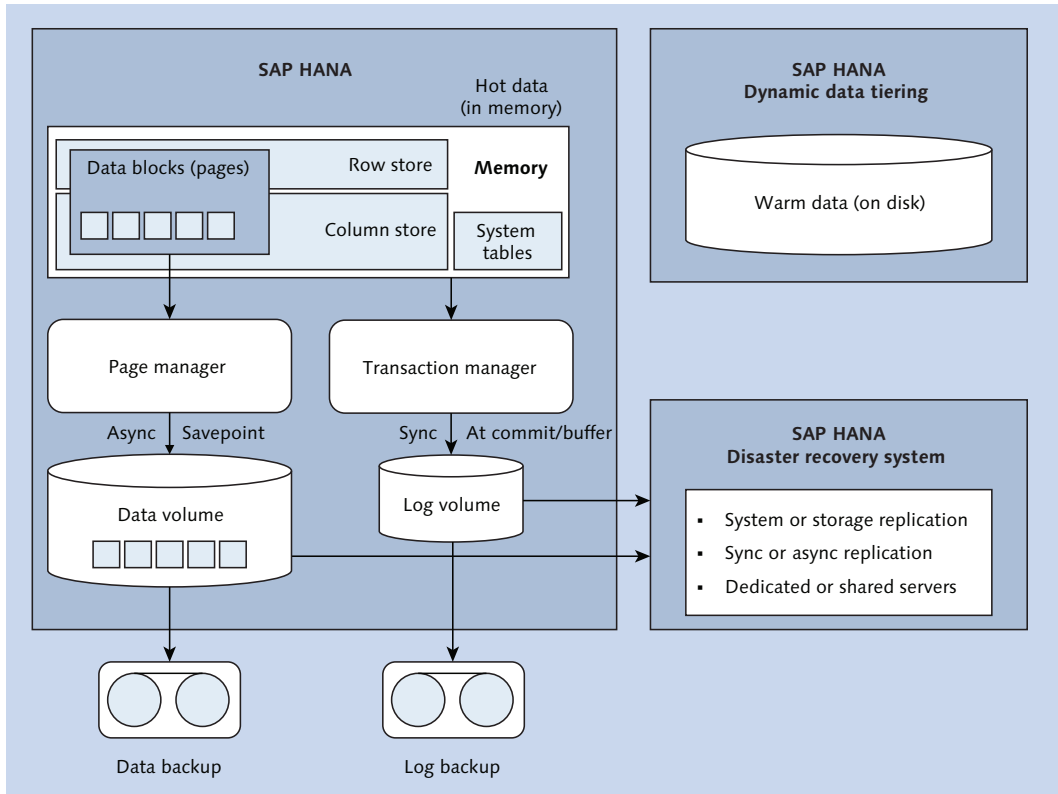 SAP HANA
Hot data
(in memory)
Data blocks (pages)
Row store
Memory
Column store
System
tables
Page manager
Transaction manager
Async
Savepoint
Sync
At commit/buffer
Data volume
Log volume
Data backup
Log backup
SAP HANA
Dynamic data tiering
Warm data (on disk)
SAP HANA
Disaster recovery system
▪ System or storage replication
▪ Sync or async replication
▪ Dedicated or shared servers